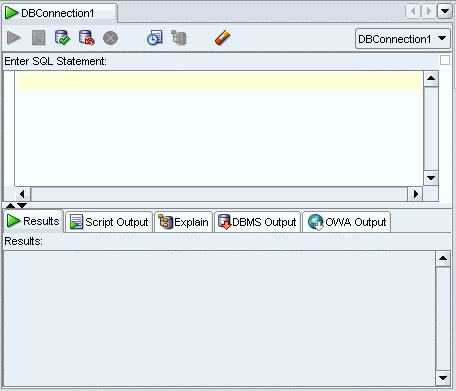 DBConnection1
DBConnection1
Enter SQL Statement:
Results Script Output Explain DBMS Output OWA Output
Results: